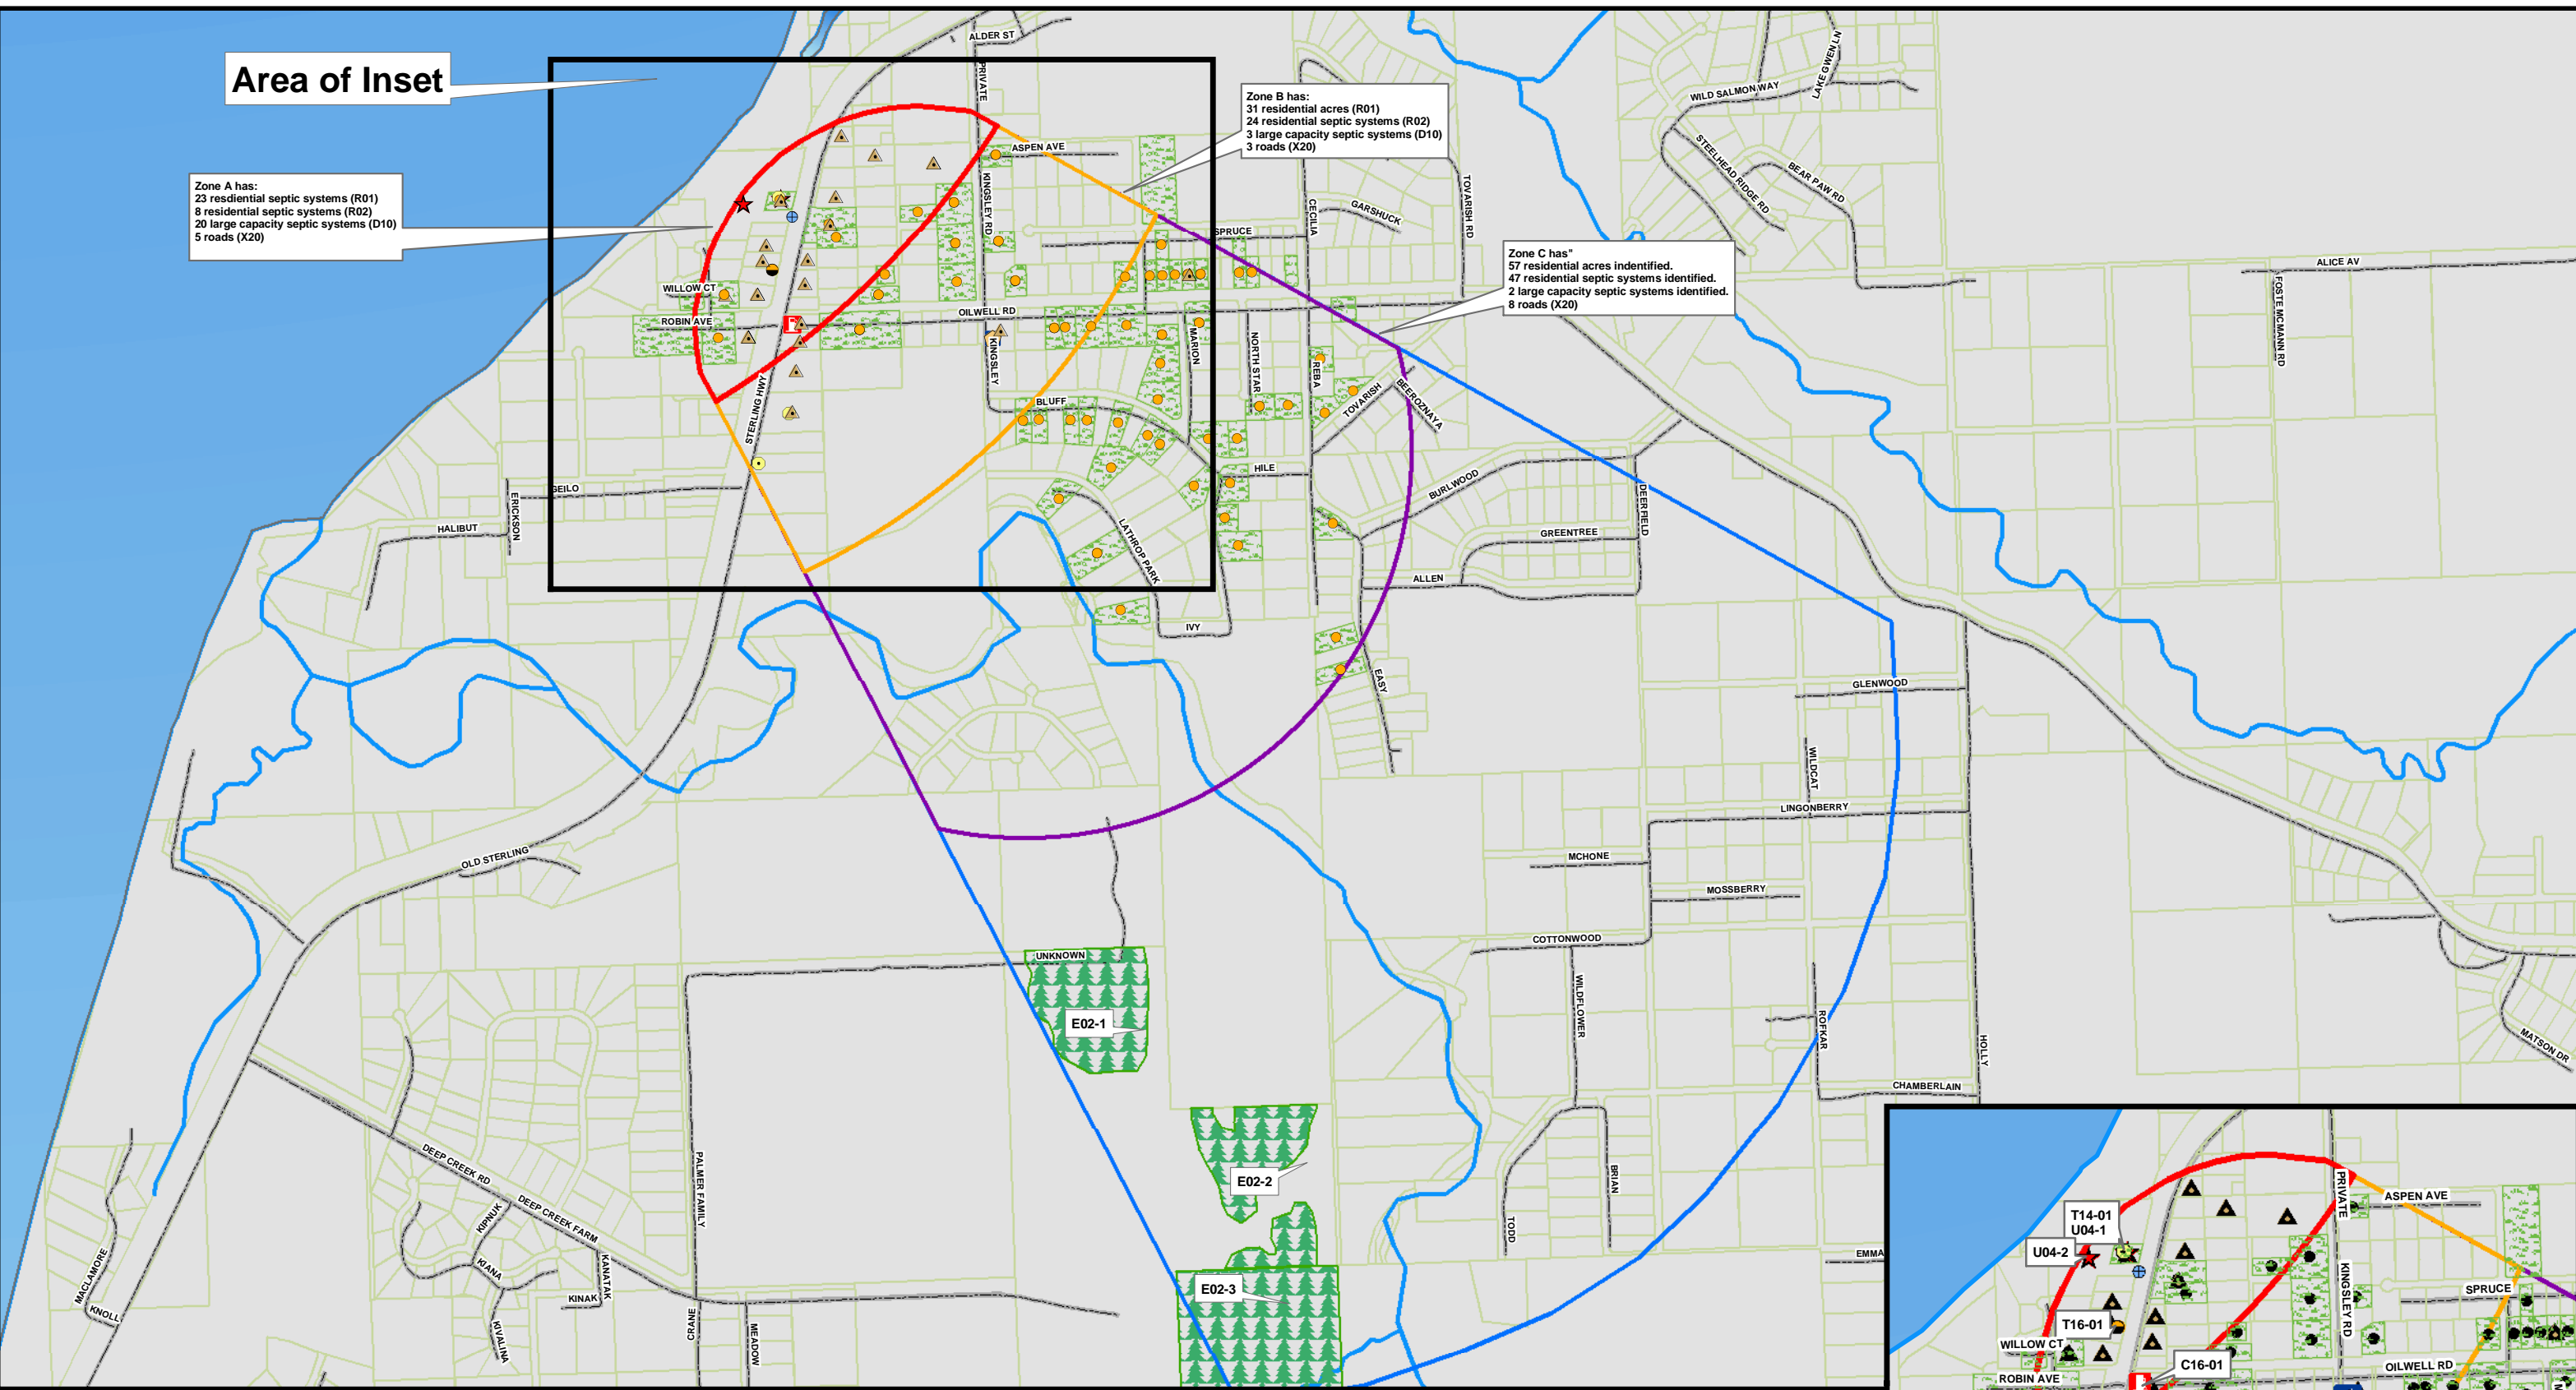 Area of Inset
Zone A has:
23 resdiential septic systems (R01)
8 residential septic systems (R02)
20 large capacity septic systems (D10)
5 roads (X20)
Zone B has:
31 residential acres (R01)
24 residential septic systems (R02)
3 large capacity septic systems (D10)
3 roads (X20)
Zone C has"
57 residential acres indentified.
47 residential septic systems identified.
2 large capacity septic systems identified.
8 roads (X20)
ALDER ST
PRIVATE
ASPEN AVE
KINGSLEY RD
SPRUCE
CECILIA
GARSHUCK
TOVARISH RD
WILD SALMON WAY
LAKE GWEN LN
STEELHEAD RIDGE RD
BEAR PAW RD
ALICE AV
FOSTE MCMANN RD
WILLOW CT
ROBIN AVE
OILWELL RD
KINGSLEY
MARION
NORTH STAR
REBA
TOVARISH
BEEROZNAYA
STERLING HWY
BLUFF
HILE
BURLWOOD
DEERFIELD
GREENTREE
ALLEN
LATHROP PARK
IVY
EASY
GEILO
ERICKSON
HALIBUT
GLENWOOD
WILDCAT
LINGONBERRY
MCHONE
MOSSBERRY
COTTONWOOD
WILDFLOWER
ROFKAR
HOLLY
CHAMBERLAIN
MATSON DR
OLD STERLING
UNKNOWN
E02-1
E02-2
E02-3
BRIAN
TODD
EMMA
DEEP CREEK RD
DEEP CREEK FARM
PALMER FAMILY
KIPNUK
KIANA
KANATAK
KINAK
KIVALINA
CRANE
MEADOW
MACLAMORE
KNOLL
T14-01
U04-1
U04-2
T16-01
C16-01
PRIVATE
ASPEN AVE
KINGSLEY RD
SPRUCE
WILLOW CT
ROBIN AVE
OILWELL RD